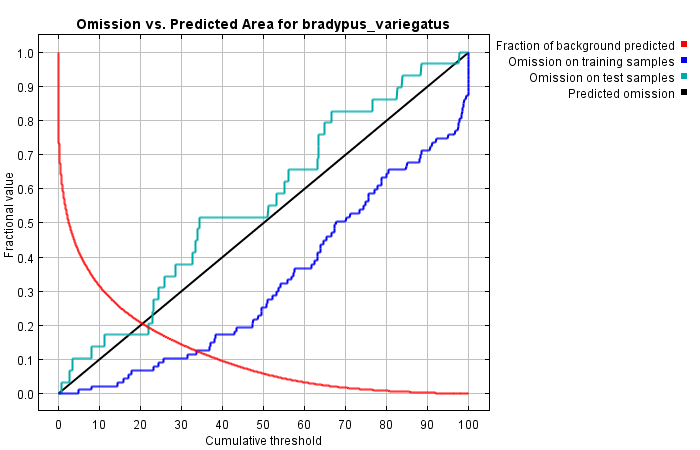 Omission vs. Predicted Area for bradypus_variegatus
Fraction of background predicted
Omission on training samples
Omission on test samples
Predicted omission
Fractional value
1.0
0.9
0.8
0.7
0.6
0.5
0.4
0.3
0.2
0.1
0.0
0 10 20 30 40 50 60 70 80 90 100
Cumulative threshold